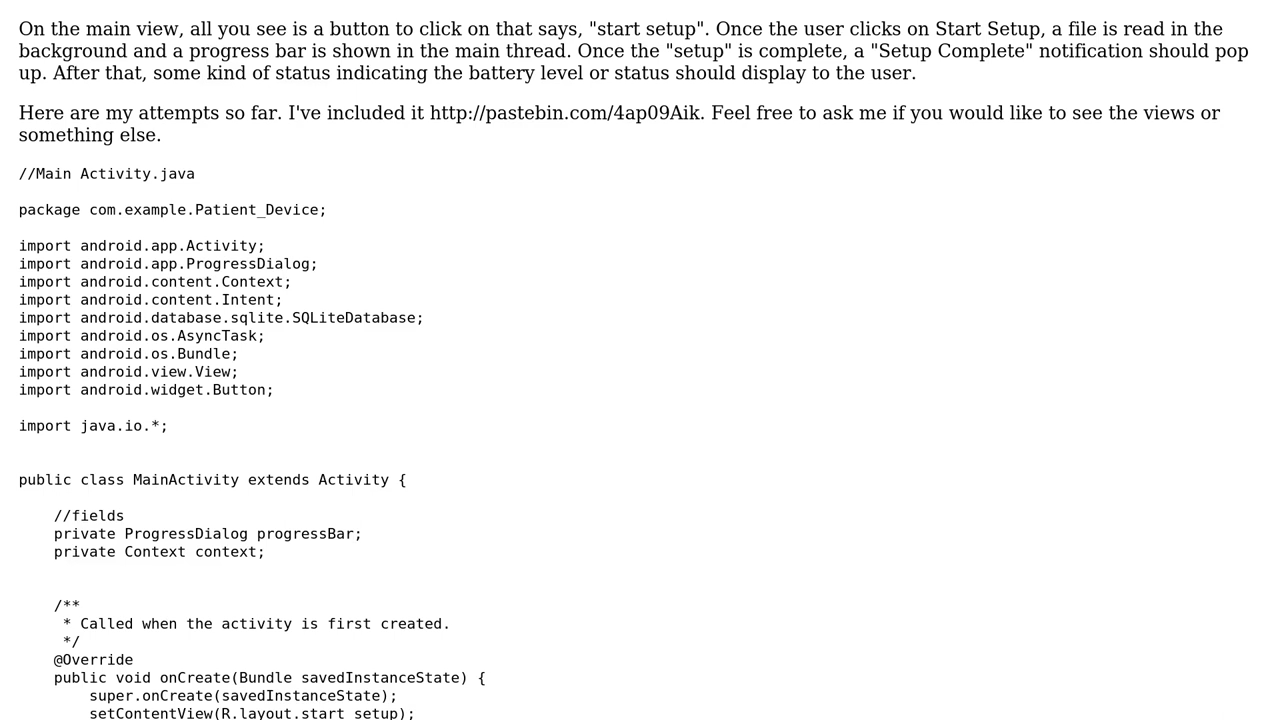 On the main view, all you see is a button to click on that says, "start setup". Once the user clicks on Start Setup, a file is read in the
background and a progress bar is shown in the main thread. Once the "setup" is complete, a "Setup Complete" notification should pop
up. After that, some kind of status indicating the battery level or status should display to the user.
Here are my attempts so far. I've included it http://pastebin.com/4ap09Aik. Feel free to ask me if you would like to see the views or
something else.
//Main Activity.java
package com.example.Patient_Device;
import android.app.Activity;
import android.app.ProgressDialog;
import android.content.Context;
import android.content.Intent;
import android.database.sqlite.SQLiteDatabase;
import android.os.AsyncTask;
import android.os.Bundle;
import android.view.View;
import android.widget.Button;
import java.io.*;
public class MainActivity extends Activity {
    //fields
    private ProgressDialog progressBar;
    private Context context;
    /**
     * Called when the activity is first created.
     */
    @Override
    public void onCreate(Bundle savedInstanceState) {
        super.onCreate(savedInstanceState);
        setContentView(R.layout.start_setup);